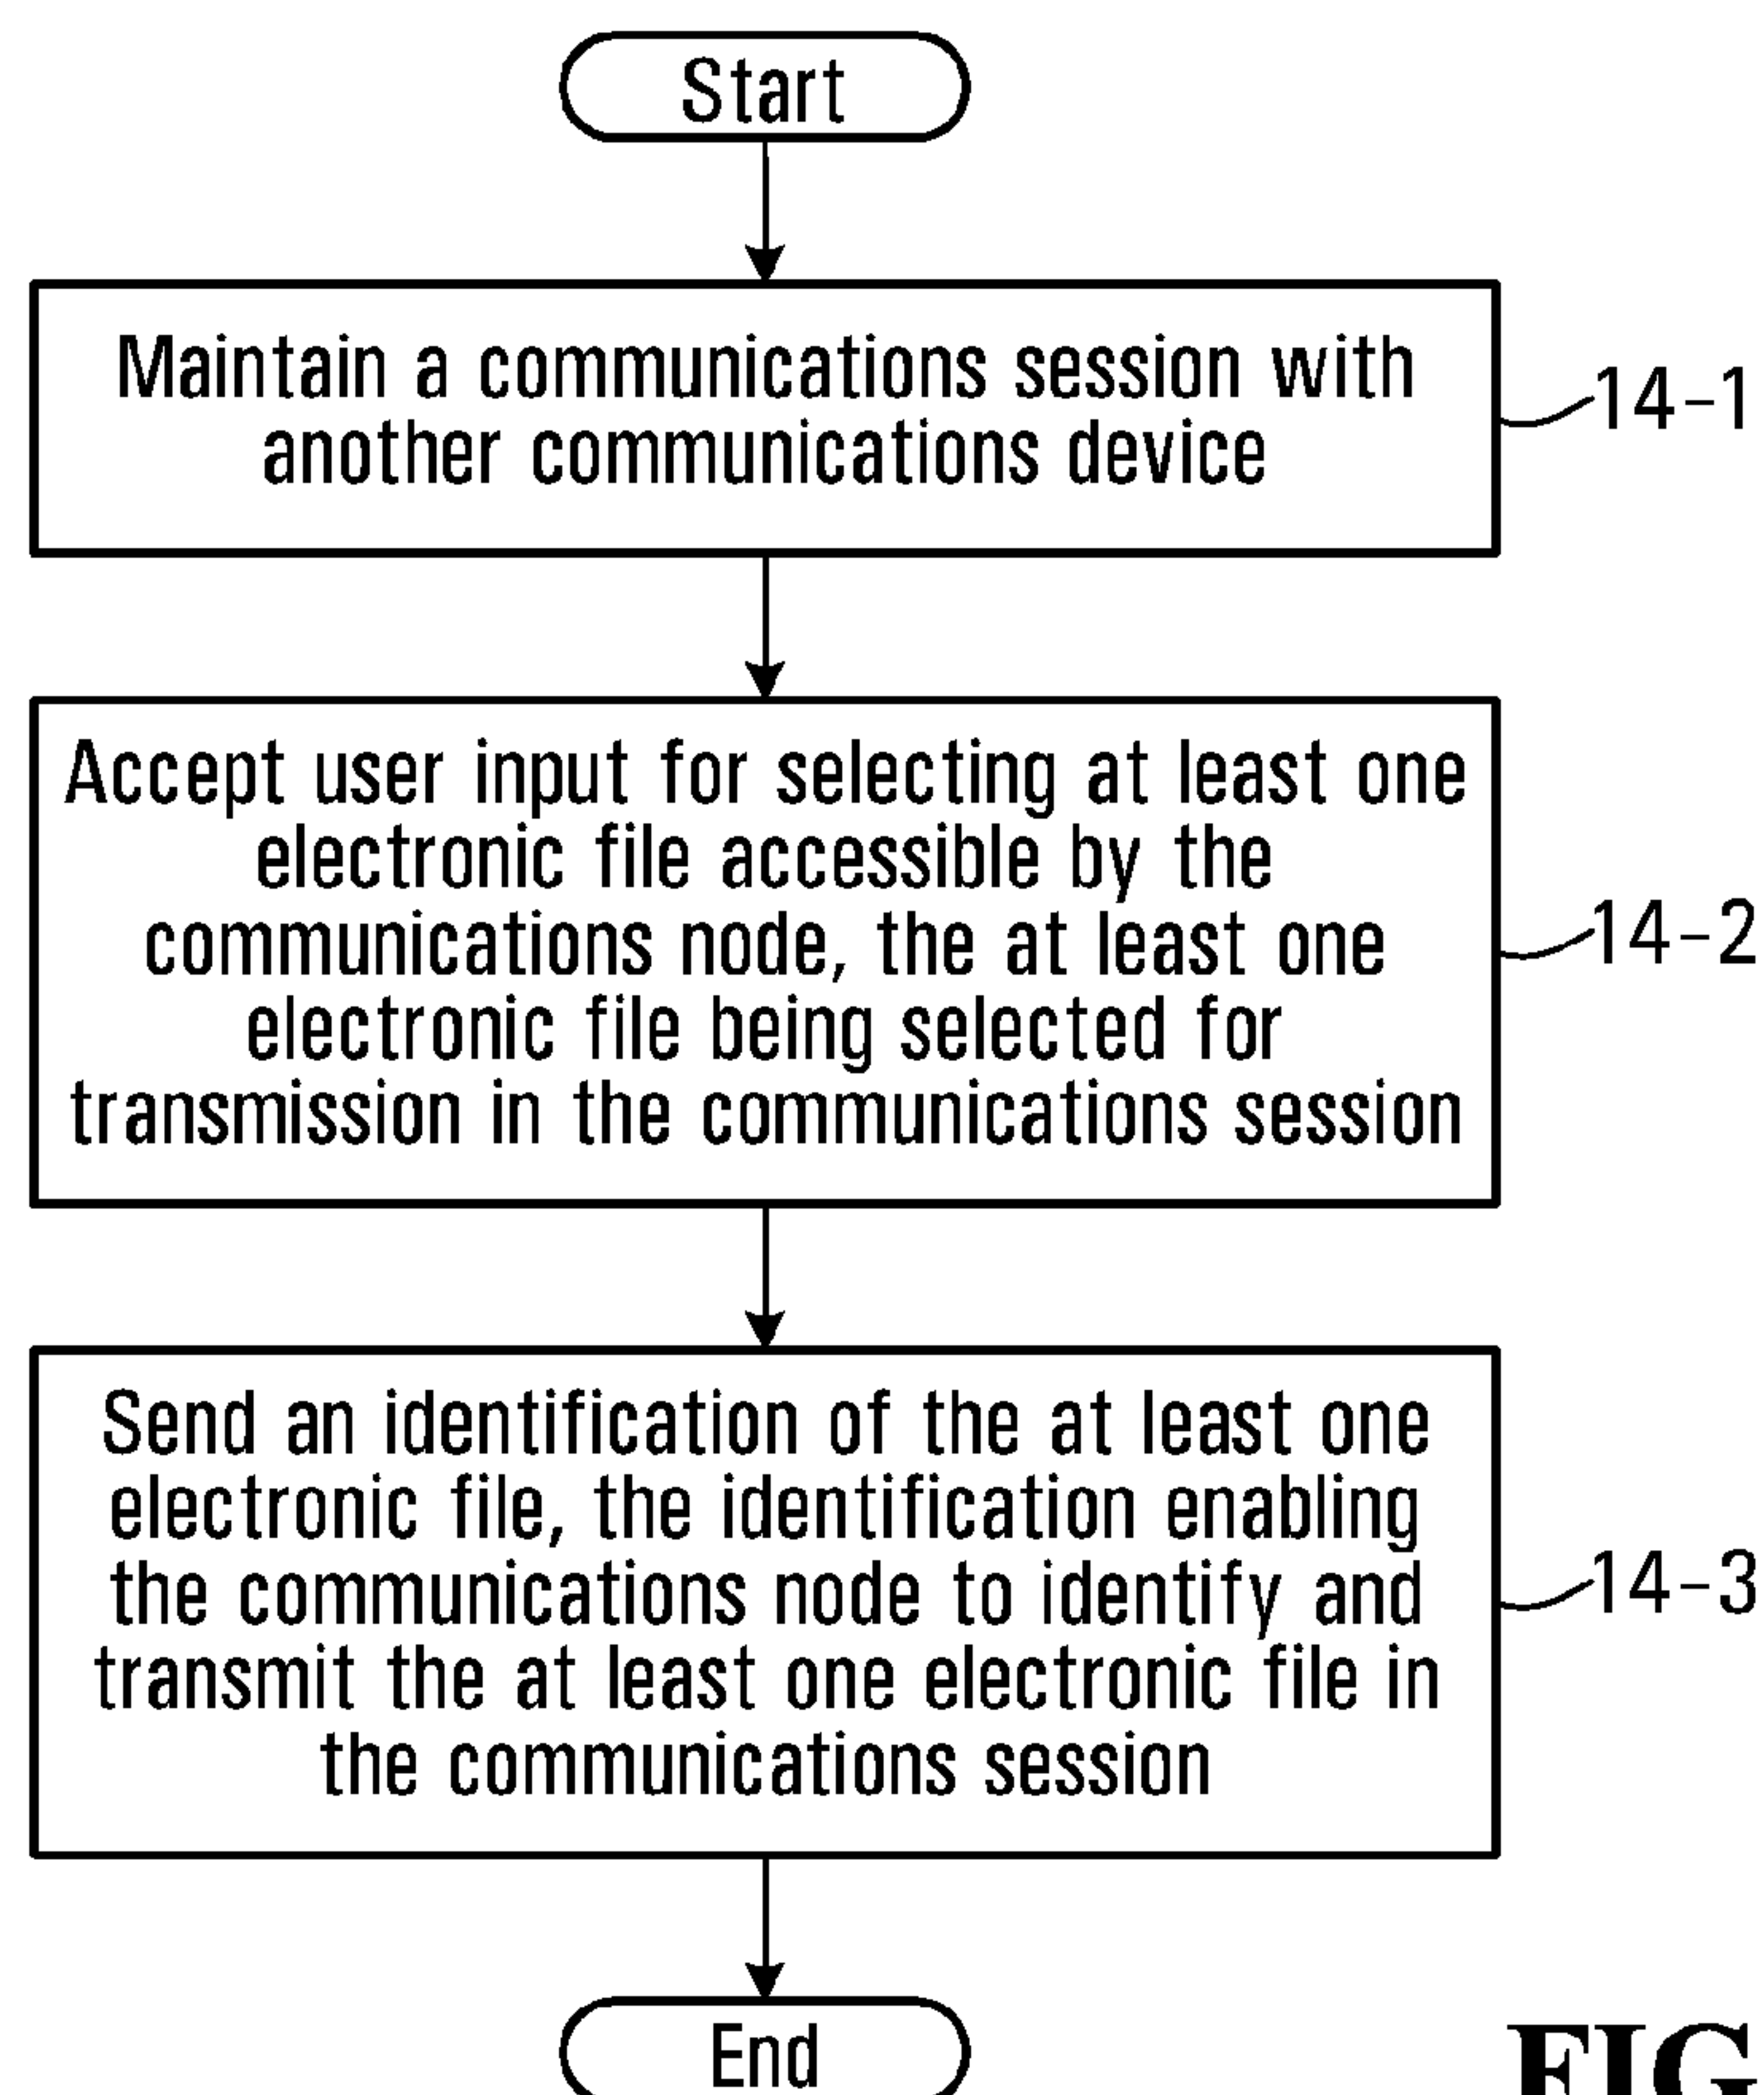 Start
Maintain a communications session with
another communications device
14-1
Accept user input for selecting at least one
electronic file accessible by the
communications node, the at least one
electronic file being selected for
transmission in the communications session
14-2
Send an identification of the at least one
electronic file, the identification enabling
the communications node to identify and
transmit the at least one electronic file in
the communications session
14-3
End
FIG